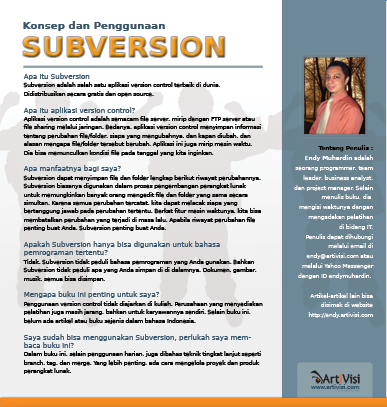 Konsep dan Penggunaan
SUBVERSION
Apa itu Subversion
Subversion adalah salah satu aplikasi version control terbaik di dunia.
Didistribusikan secara gratis dan open source.
Apa itu aplikasi version control?
Aplikasi version control adalah semacam file server, mirip dengan FTP server atau
file sharing melalui jaringan. Bedanya, aplikasi version control menyimpan informasi
tentang perubahan file/folder, siapa yang mengubahnya, dan kapan diubah, dan
alasan mengapa file/folder tersebut berubah. Aplikasi ini juga mirip mesin waktu.
Dia bisa memunculkan kondisi file pada tanggal yang kita inginkan.
Apa manfaatnya bagi saya?
Subversion dapat menyimpan file dan folder lengkap berikut riwayat perubahannya.
Subversion biasanya digunakan dalam proses pengembangan perangkat lunak
untuk memungkinkan banyak orang mengedit file dan folder yang sama secara
simultan. Karena semua perubahan tercatat, kita dapat melacak siapa yang
bertanggung jawab pada perubahan tertentu. Berkat fitur mesin waktunya, kita bisa
membatalkan perubahan yang terjadi di masa lalu. Apabila riwayat perubahan file
penting buat Anda, Subversion penting buat Anda.
Apakah Subversion hanya bisa digunakan untuk bahasa
pemrograman tertentu?
Tidak. Subversion tidak peduli bahasa pemrograman yang Anda gunakan. Bahkan
Subversion tidak peduli apa yang Anda simpan di di dalamnya. Dokumen, gambar,
musik, semua bisa disimpan.
Mengapa buku ini penting untuk saya?
Penggunaan version control tidak diajarkan di kuliah. Perusahaan yang menyediakan
pelatihan juga masih jarang, bahkan untuk karyawannya sendiri. Selain buku ini,
belum ada artikel atau buku sejenis dalam bahasa Indonesia.
Saya sudah bisa menggunakan Subversion, perlukah saya mem-
baca buku ini?
Dalam buku ini, selain penggunaan harian, juga dibahas teknik tingkat lanjut seperti
branch, tag, dan merge. Yang lebih penting, ada cara mengelola proyek dan produk
perangkat lunak.
Tentang Penulis :
Endy Muhardin adalah
seorang programmer, team
leader, business analyst,
dan project manager. Selain
menulis buku, dia
mengisi waktunya dengan
mengadakan pelatihan
di bidang IT.
Penulis dapat dihubungi
melalui email di
endy@artivisi.com atau
melalui Yahoo Messenger
dengan ID endymuhardin.
Artikel-artikel lain bisa
disimak di website
http://endy.artivisi.com
ArtiVisi
www.artivisi.com